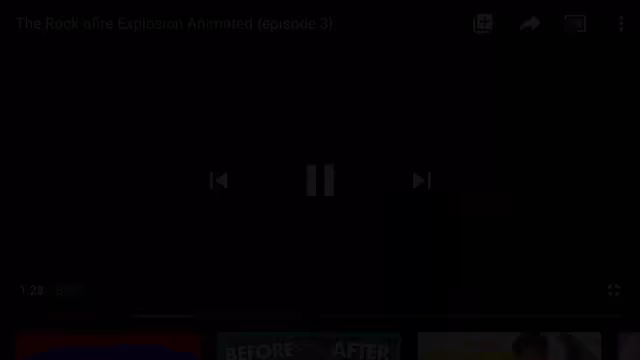 The Rock-afire Explosion Animated (episode 3)
1:28
BEFORE AFTER